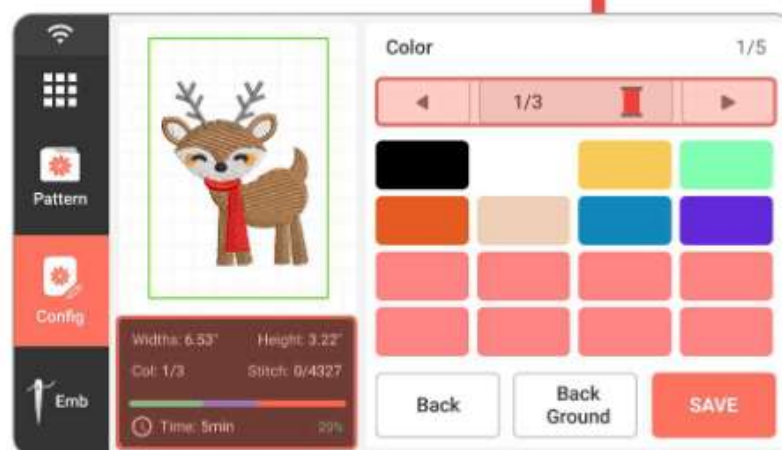 Pattern
Config
Emb
Widths: 6.53"
Height: 3.22"
Col: 1/3
Stitch: 0/4327
Time: 5min
20%
Color
1/5
1/3
Back
Back
Ground
SAVE